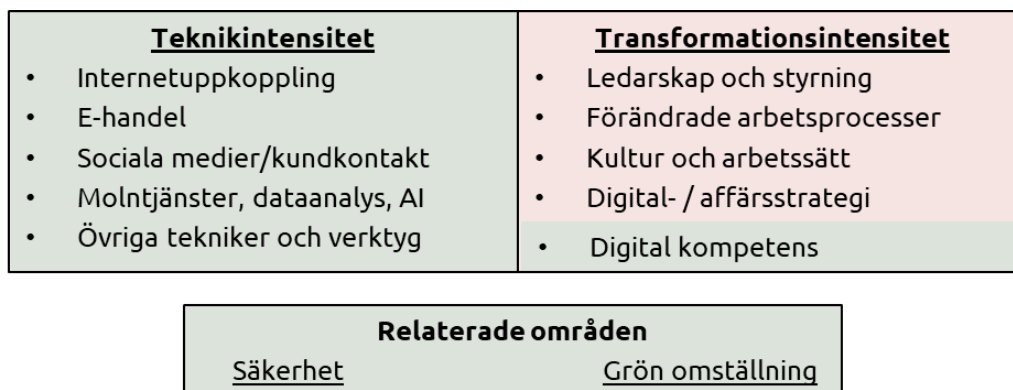 Teknikintensitet
• Internetuppkoppling
• E-handel
• Sociala medier/kundkontakt
• Molntjänster, dataanalys, AI
• Övriga tekniker och verktyg
Transformationsintensitet
• Ledarskap och styrning
• Förändrade arbetsprocesser
• Kultur och arbetssätt
• Digital- / affärsstrategi
• Digital kompetens
Relaterade områden
Säkerhet
Grön omställning